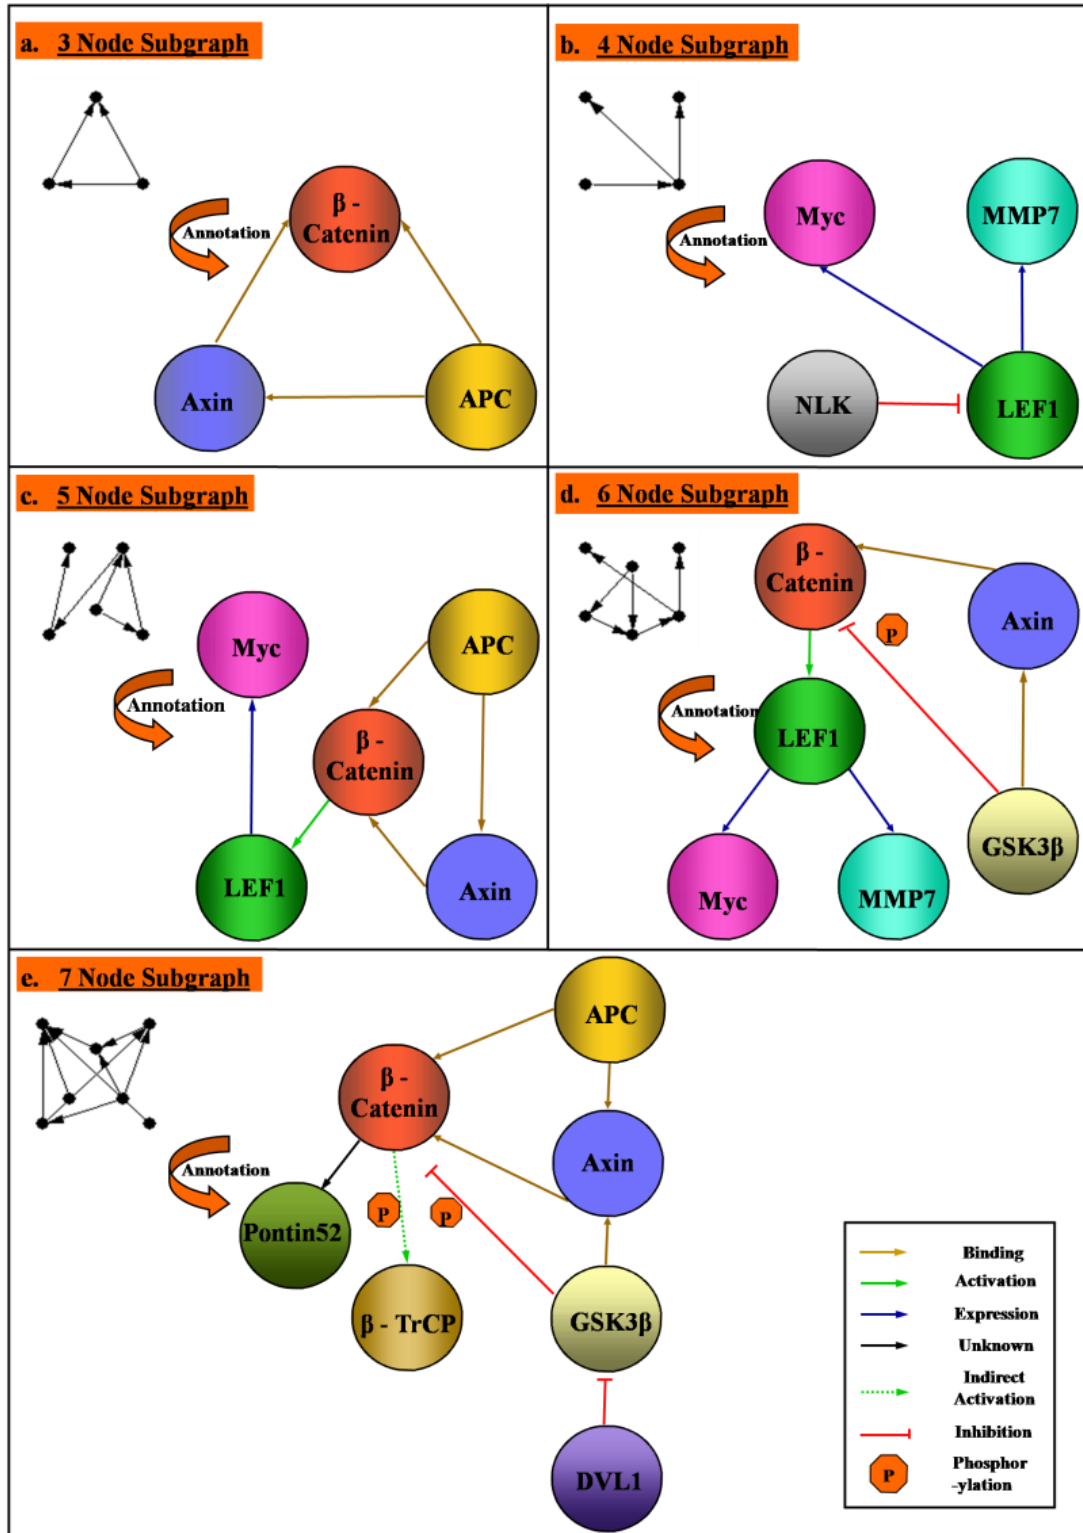 a. 3 Node Subgraph
Annotation
β -
Catenin
Axin
APC
b. 4 Node Subgraph
Annotation
Myc
MMP7
NLK
LEF1
c. 5 Node Subgraph
Annotation
Myc
APC
β -
Catenin
LEF1
Axin
d. 6 Node Subgraph
Annotation
β -
Catenin
P
Axin
LEF1
GSK3β
Myc
MMP7
e. 7 Node Subgraph
Annotation
APC
β -
Catenin
Axin
Pontin52
P
P
β - TrCP
GSK3β
DVL1
Binding
Activation
Expression
Unknown
Indirect
Activation
Inhibition
P
Phosphor
-ylation